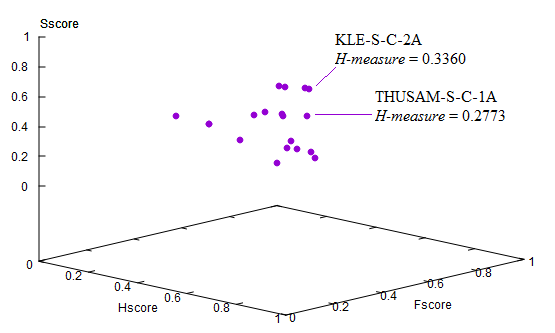 Sscore
1
0.8
0.6
0.4
0.2
0
KLE-S-C-2A
H-measure = 0.3360
THUSAM-S-C-1A
H-measure = 0.2773
0
0.2
0.4
0.6
0.8
1
Hscore
0
0.2
0.4
0.6
0.8
1
Fscore